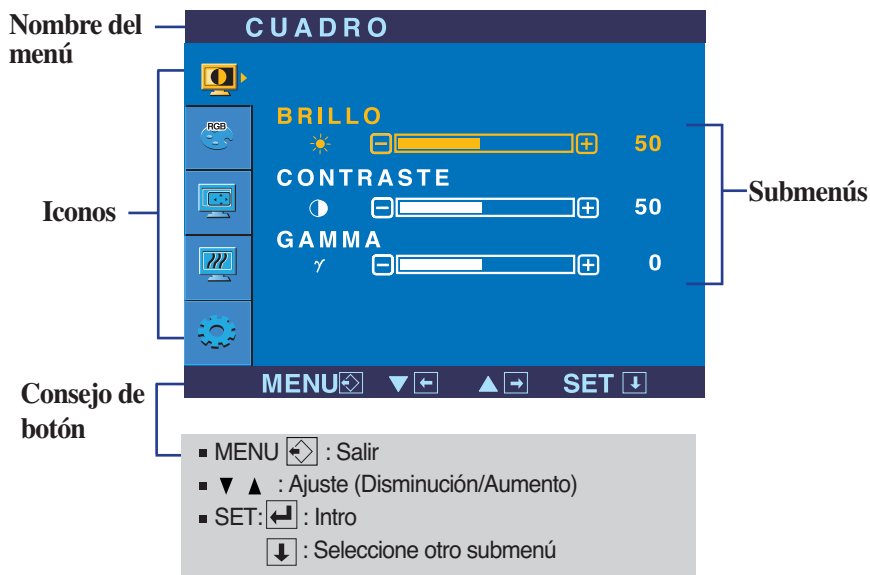 Nombre del
menú
CUADRO
RGB
BRILLO
50
CONTRASTE
50
GAMMA
γ
0
Iconos
Submenús
MENU ▼ ← ▲ → SET ↓
Consejo de
botón
▪ MENU : Salir
▪ ▼ ▲ : Ajuste (Disminución/Aumento)
▪ SET: ↵ : Intro
↓ : Seleccione otro submenú